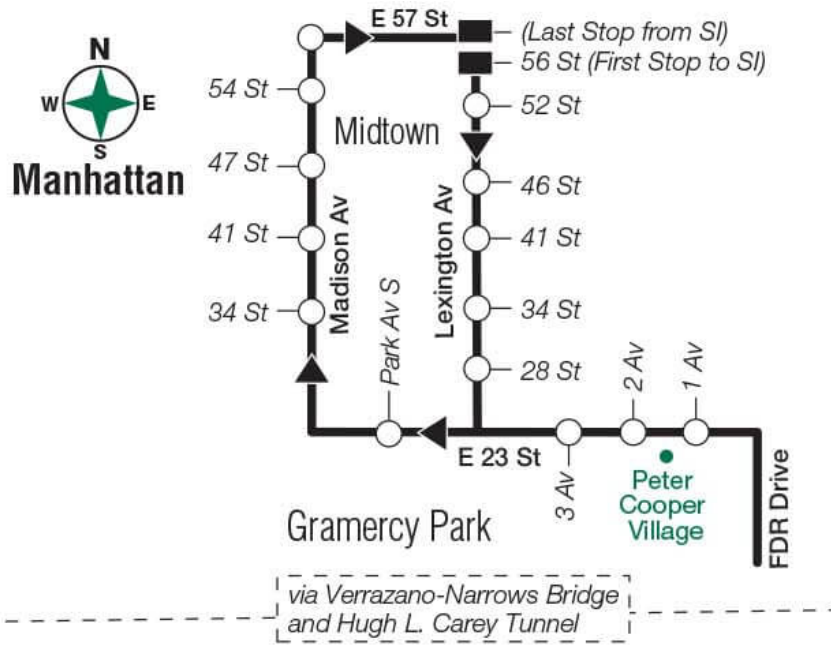 E 57 St
(Last Stop from SI)
56 St (First Stop to SI)
N
W
E
S
Manhattan
54 St
52 St
Midtown
47 St
46 St
41 St
41 St
Madison Av
Lexington Av
34 St
34 St
Park Av S
28 St
2 Av
1 Av
E 23 St
3 Av
Peter
Cooper
Village
FDR Drive
Gramercy Park
via Verrazano-Narrows Bridge
and Hugh L. Carey Tunnel